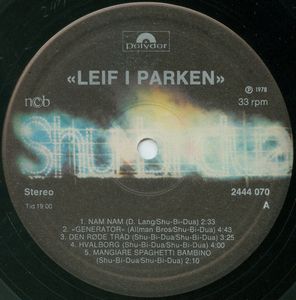 Polydor
«LEIF I PARKEN»
ncb
℗ 1978
33 rpm
Shu-bi-dua
Stereo
2444 070
Tid 19:00
A
1. NAM NAM (D. Lang/Shu-Bi-Dua) 2:33
2. «GENERATOR» (Allman Bros/Shu-Bi-Dua) 4:43
3. DEN RØDE TRÅD (Shu-Bi-Dua/Shu-Bi-Dua) 3:25
4. HVALBORG (Shu-Bi-Dua/Shu-Bi-Dua) 4:00
5. MANGIARE SPAGHETTI BAMBINO
(Shu-Bi-Dua/Shu-Bi-Dua) 2:10